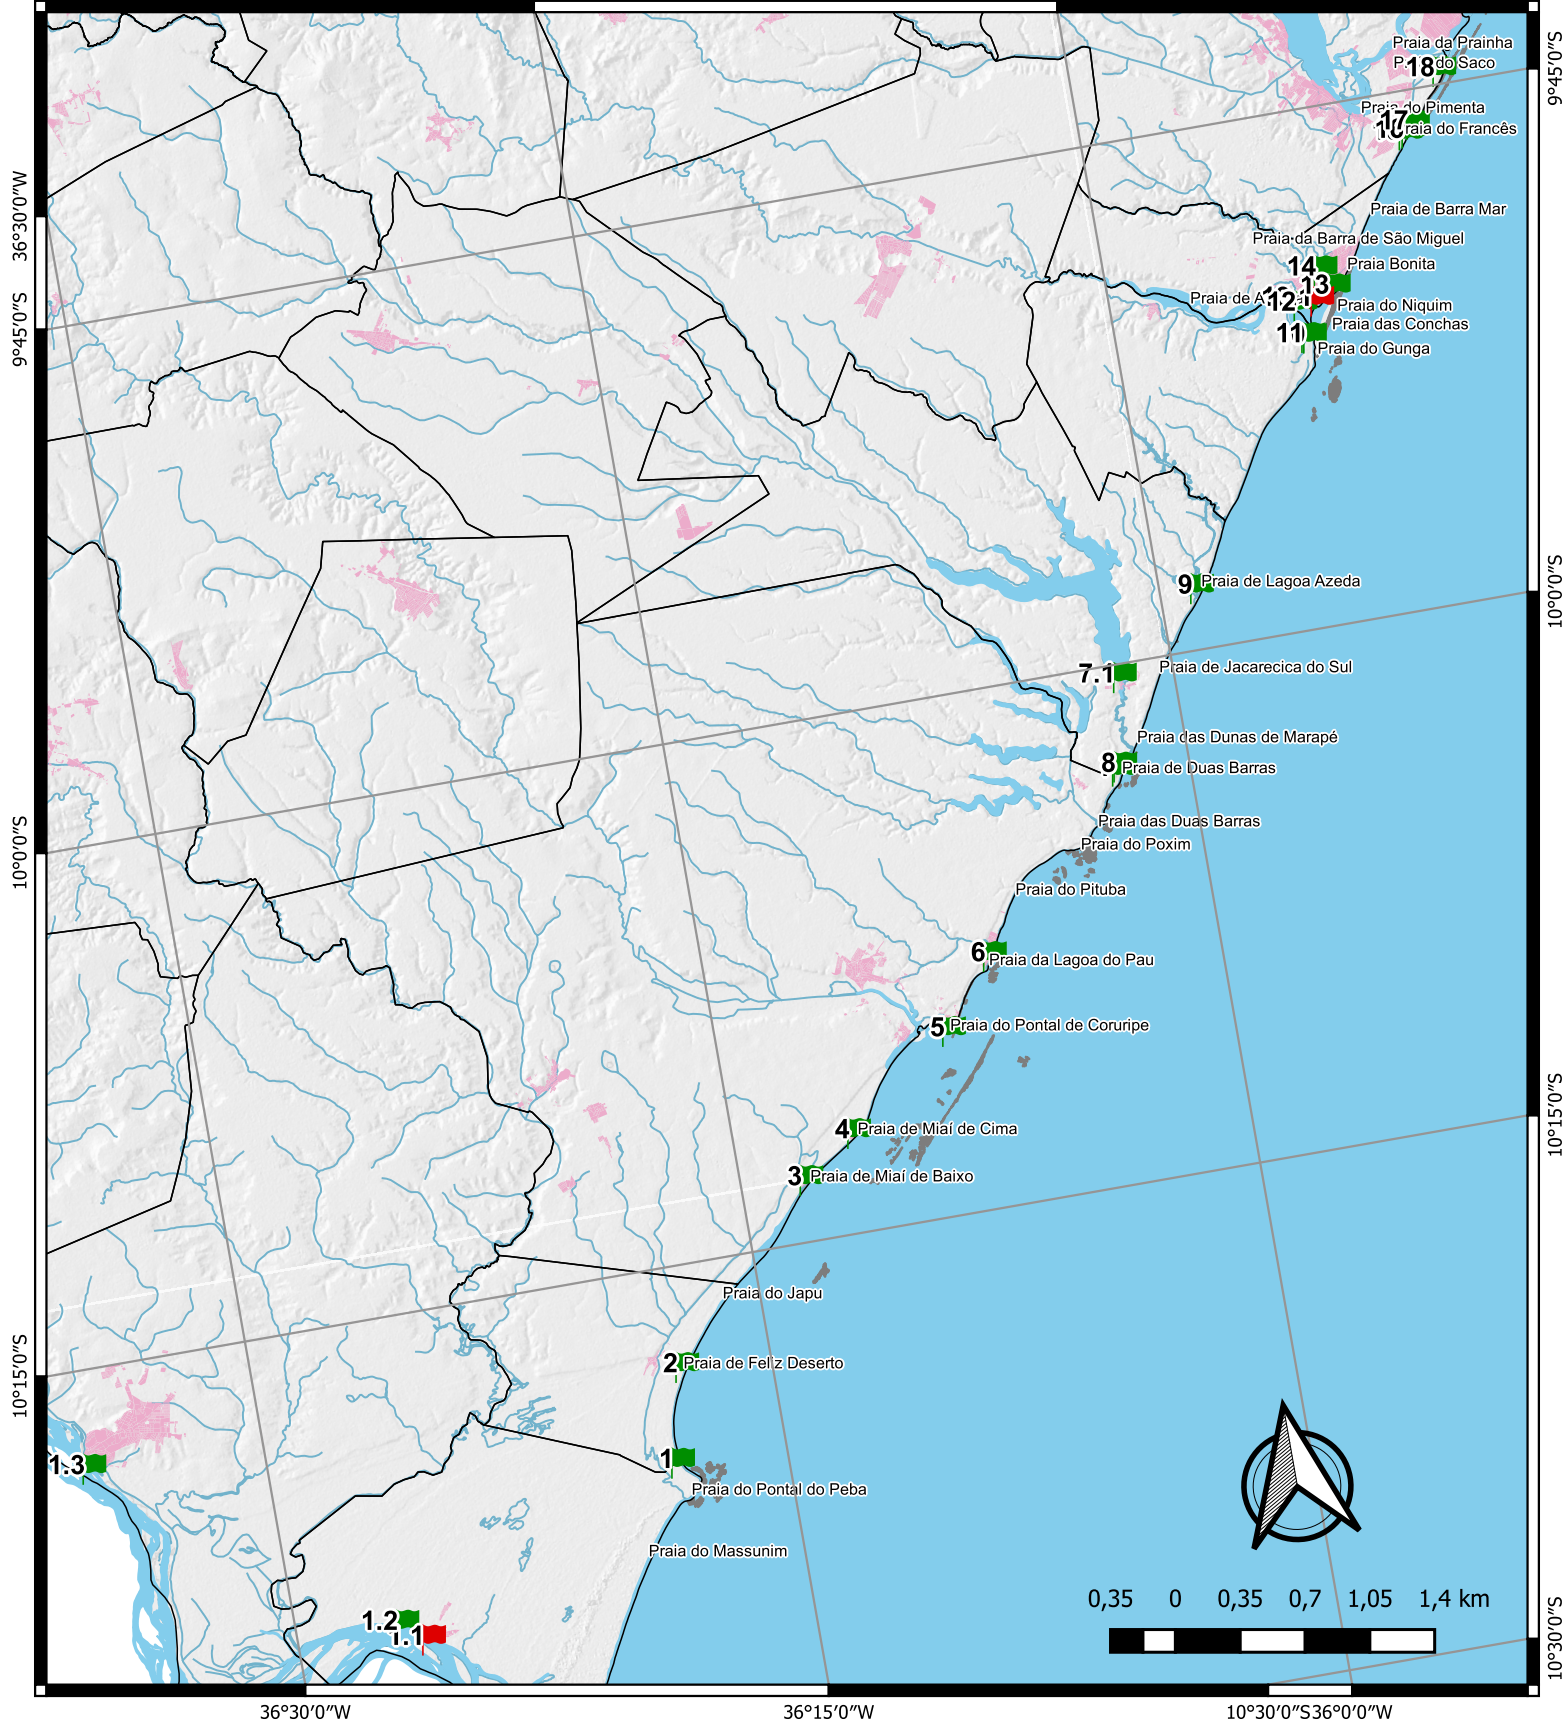 Praia da Prainha
18
do Saco
9°45'0"S
Praia do Pimenta
17
Praia do Francês
36°30'0"W
Praia de Barra Mar
Praia da Barra de São Miguel
14
Praia Bonita
13
Praia de
12
Praia do Niquim
Praia das Conchas
9°45'0"S
11
Praia do Gunga
9
Praia de Lagoa Azeda
10°0'0"S
7.1
Praia de Jacarecica do Sul
Praia das Dunas de Marapé
8
Praia de Duas Barras
Praia das Duas Barras
Praia do Poxim
10°0'0"S
Praia do Pituba
6
Praia da Lagoa do Pau
5
Praia do Pontal de Coruripe
4
Praia de Miaí de Cima
10°15'0"S
3
Praia de Miaí de Baixo
Praia do Japu
2
Praia de Feliz Deserto
10°15'0"S
1.3
1
Praia do Pontal do Peba
Praia do Massunim
0,35 0 0,35 0,7 1,05 1,4 km
1.2
1.1
10°30'0"S
36°30'0"W
36°15'0"W
10°30'0"S
36°0'0"W